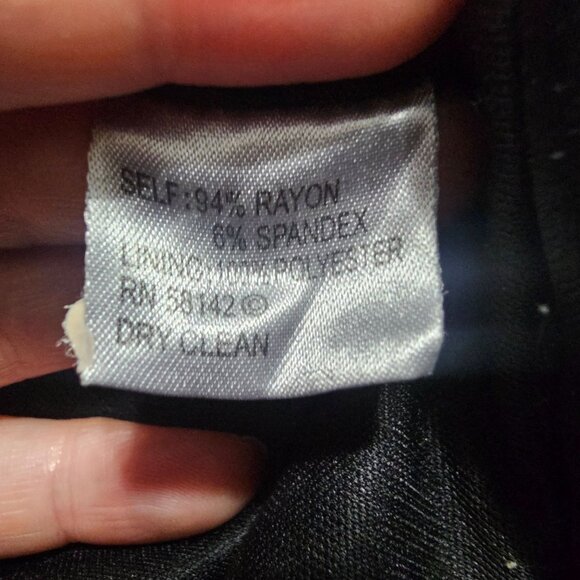 SELF:94% RAYON
6% SPANDEX
LINING:100% POLYESTER
RN 58142©
DRY CLEAN